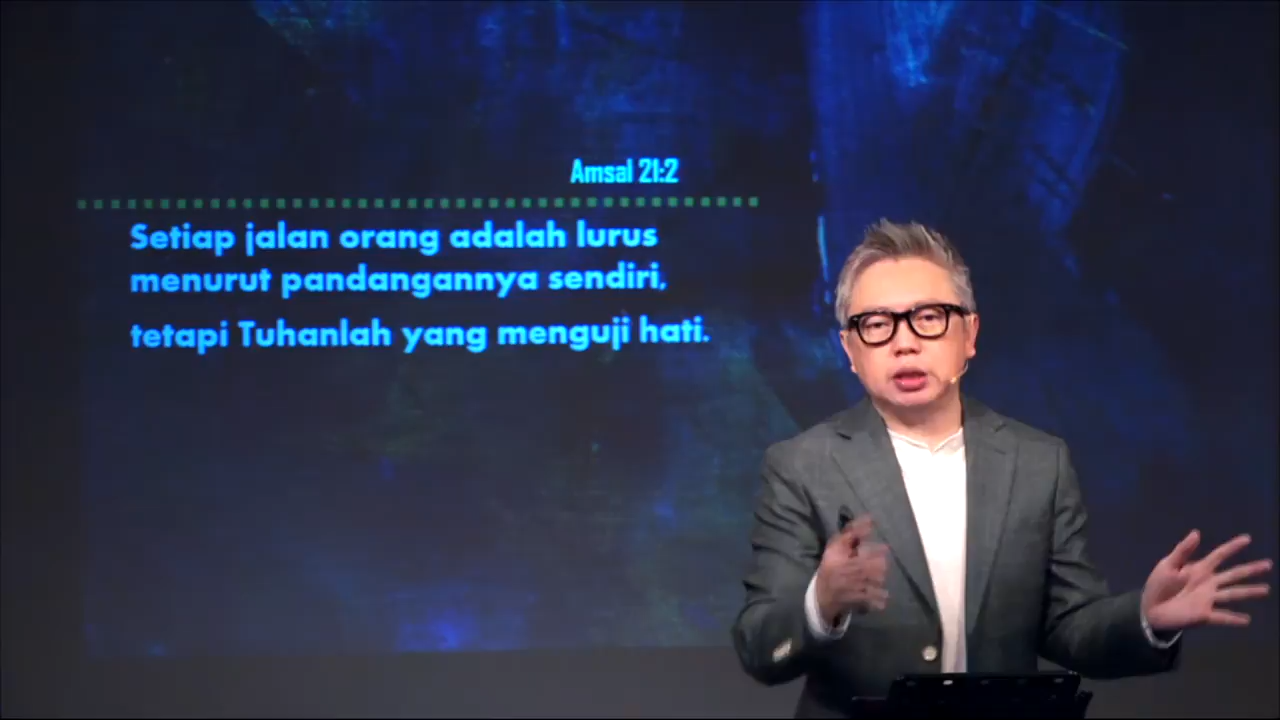 Amsal 21:2
Setiap jalan orang adalah lurus
menurut pandangannya sendiri,
tetapi Tuhanlah yang menguji hati.